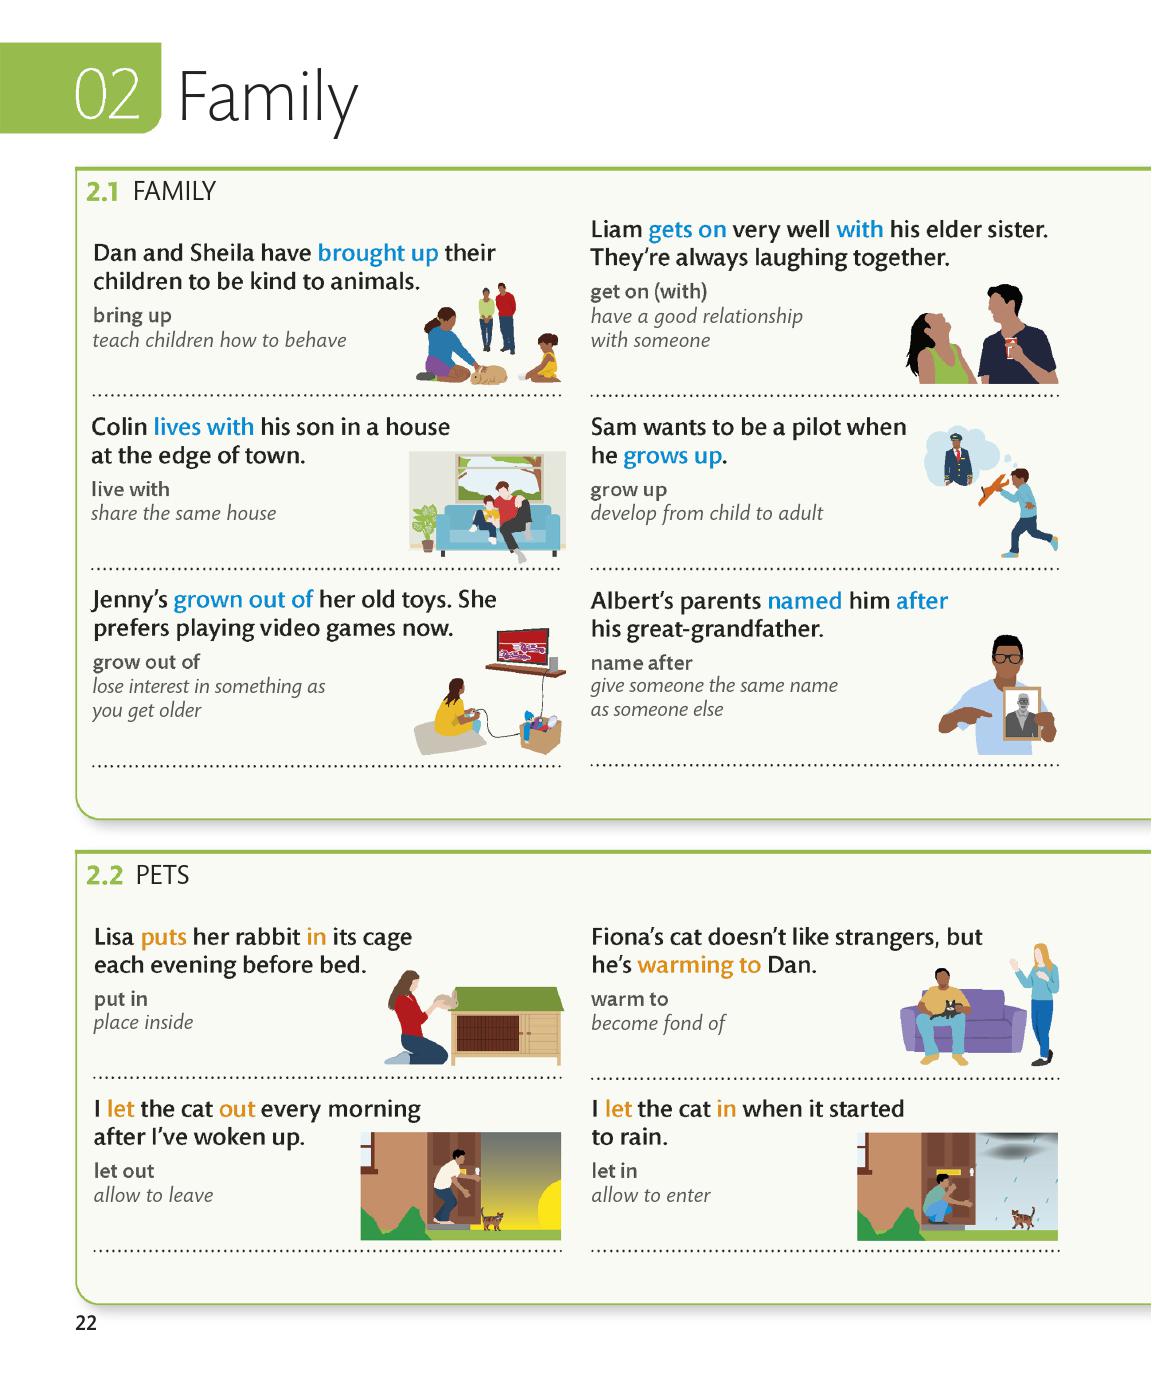 02 Family
2.1 FAMILY
Dan and Sheila have brought up their
children to be kind to animals.
bring up
teach children how to behave
Liam gets on very well with his elder sister.
They’re always laughing together.
get on (with)
have a good relationship
with someone
Colin lives with his son in a house
at the edge of town.
live with
share the same house
Sam wants to be a pilot when
he grows up.
grow up
develop from child to adult
Jenny’s grown out of her old toys. She
prefers playing video games now.
grow out of
lose interest in something as
you get older
Albert’s parents named him after
his great-grandfather.
name after
give someone the same name
as someone else
2.2 PETS
Lisa puts her rabbit in its cage
each evening before bed.
put in
place inside
Fiona’s cat doesn’t like strangers, but
he’s warming to Dan.
warm to
become fond of
I let the cat out every morning
after I’ve woken up.
let out
allow to leave
I let the cat in when it started
to rain.
let in
allow to enter
22